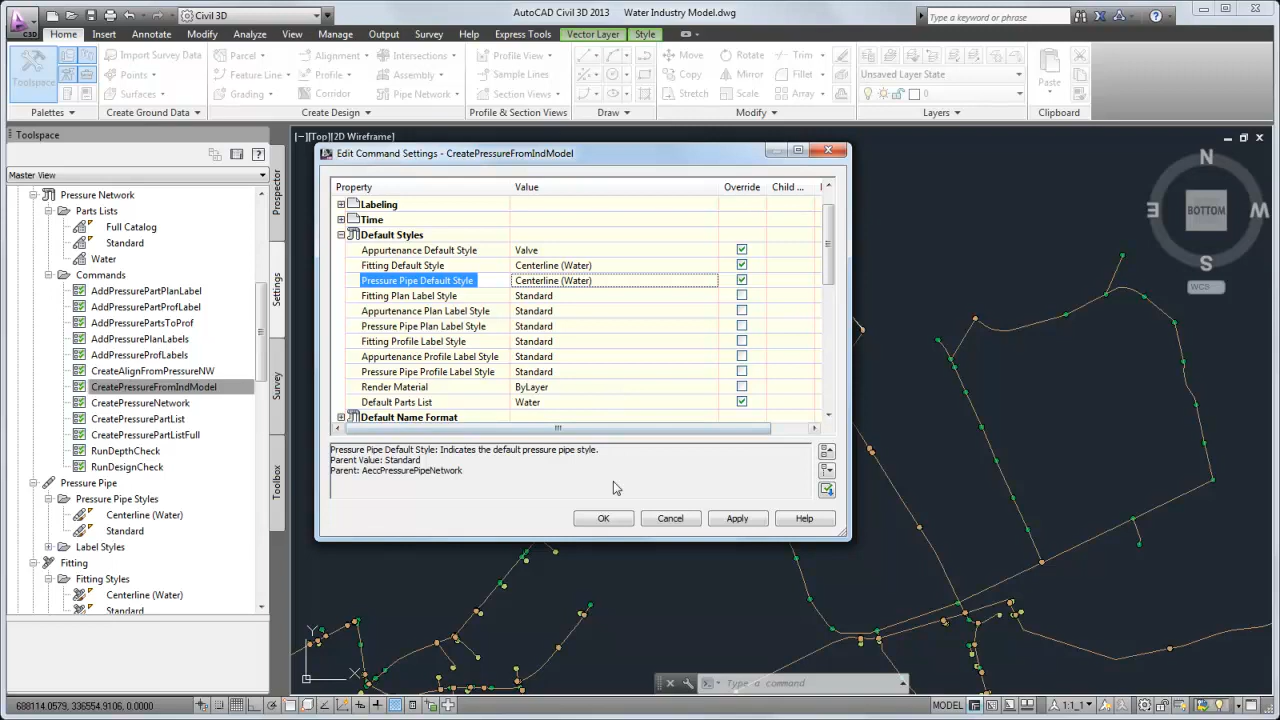 Civil 3D
AutoCAD Civil 3D 2013 Water Industry Model.dwg
Type a keyword or phrase
C3D
Home Insert Annotate Modify Analyze View Manage Output Survey Help Express Tools Vector Layer Style
Toolspace
Import Survey Data
Points
Surfaces
Parcel
Feature Line
Grading
Alignment
Profile
Corridor
Intersections
Assembly
Pipe Network
Profile View
Sample Lines
Section Views
Move
Copy
Stretch
Rotate
Mirror
Scale
Trim
Fillet
Array
Unsaved Layer State
0
Paste
Palettes Create Ground Data Create Design Profile & Section Views Draw Modify Layers Clipboard
Toolspace
Master View
Pressure Network
Parts Lists
Full Catalog
Standard
Water
Commands
AddPressurePartPlanLabel
AddPressurePartProfLabel
AddPressurePartsToProf
AddPressurePlanLabels
AddPressureProfLabels
CreateAlignFromPressureNW
CreatePressureFromIndModel
CreatePressureNetwork
CreatePressurePartList
CreatePressurePartListFull
RunDepthCheck
RunDesignCheck
Pressure Pipe
Pressure Pipe Styles
Centerline (Water)
Standard
Label Styles
Fitting
Fitting Styles
Centerline (Water)
Standard
Prospector
Settings
Survey
Toolbox
[−][Top][2D Wireframe]
Edit Command Settings - CreatePressureFromIndModel
Property Value Override Child ...
Labeling
Time
Default Styles
Appurtenance Default Style Valve
Fitting Default Style Centerline (Water)
Pressure Pipe Default Style Centerline (Water)
Fitting Plan Label Style Standard
Appurtenance Plan Label Style Standard
Pressure Pipe Plan Label Style Standard
Fitting Profile Label Style Standard
Appurtenance Profile Label Style Standard
Pressure Pipe Profile Label Style Standard
Render Material ByLayer
Default Parts List Water
Default Name Format
Pressure Pipe Default Style: Indicates the default pressure pipe style.
Parent Value: Standard
Parent: AeccPressurePipeNetwork
OK Cancel Apply Help
N
E BOTTOM W
S
WCS
Y
X
Type a command
688114.0579, 336554.9106, 0.0000
MODEL
1:1